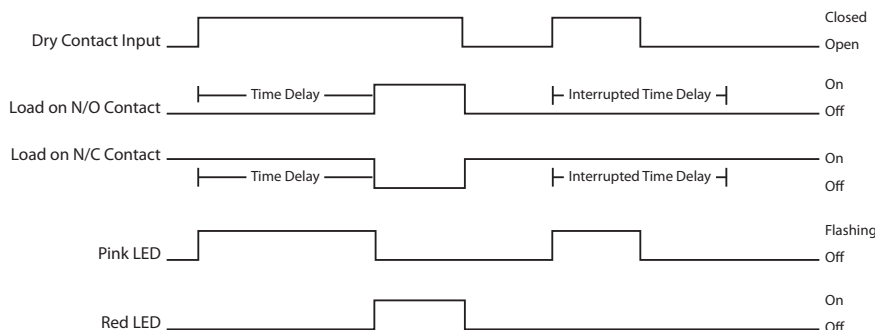 Dry Contact Input
Closed
Open
Load on N/O Contact
Time Delay
Interrupted Time Delay
On
Off
Load on N/C Contact
Time Delay
Interrupted Time Delay
On
Off
Pink LED
Flashing
Off
Red LED
On
Off